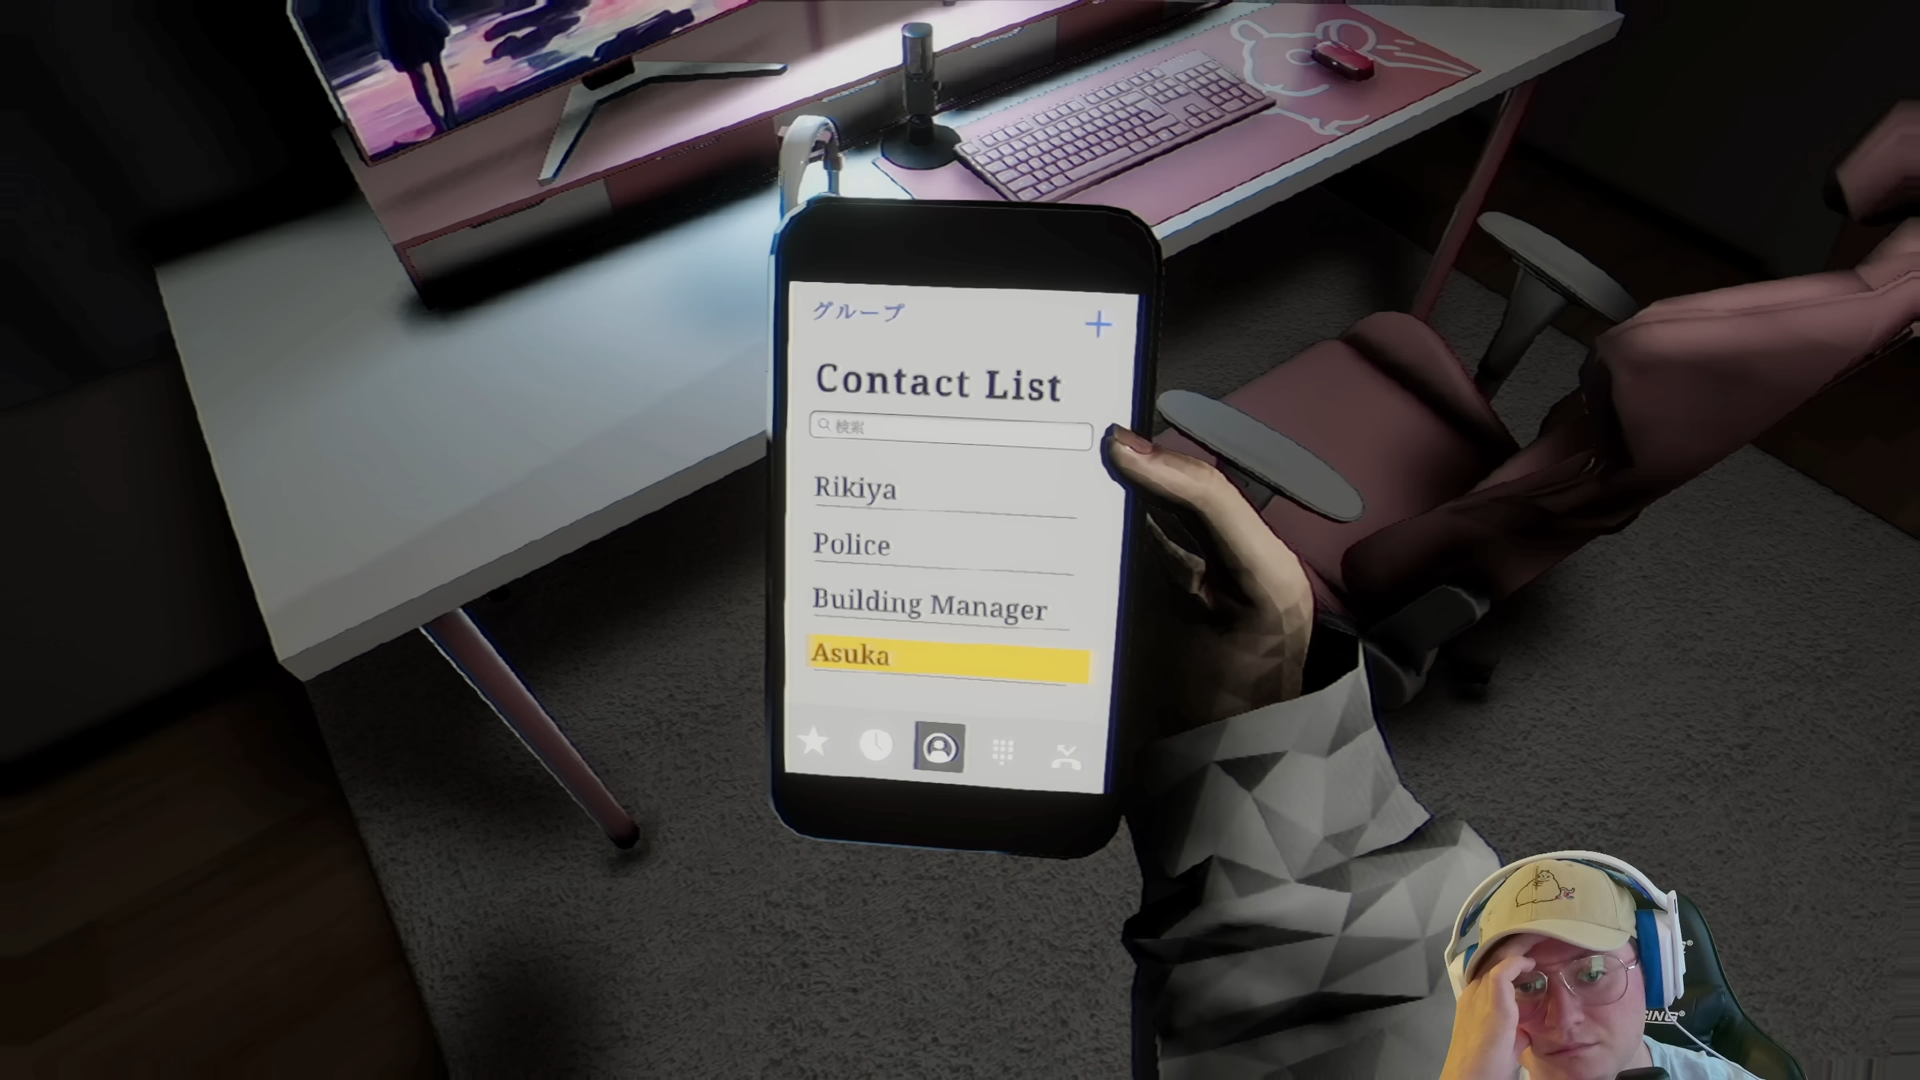 グループ
Contact List
検索
Rikiya
Police
Building Manager
Asuka